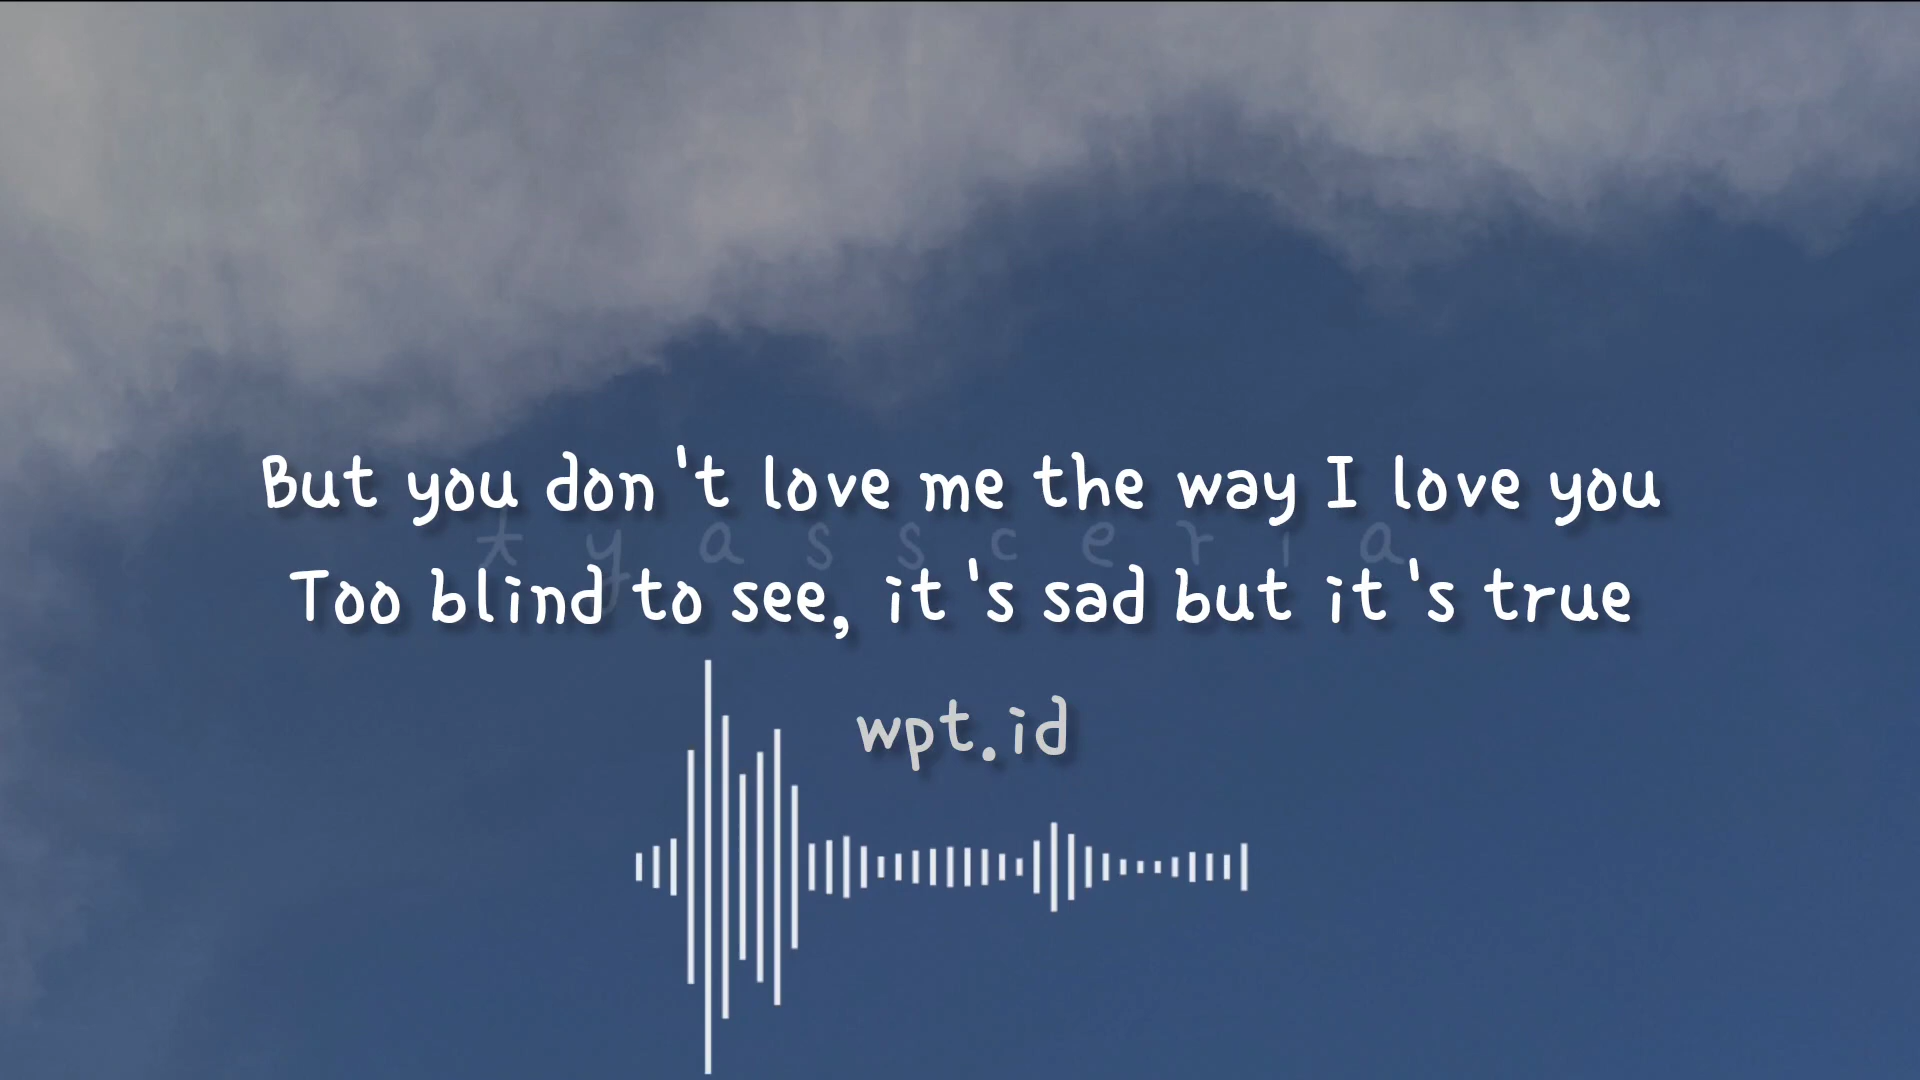 But you don't love me the way I love you
tyassceria
Too blind to see, it's sad but it's true
wpt.id